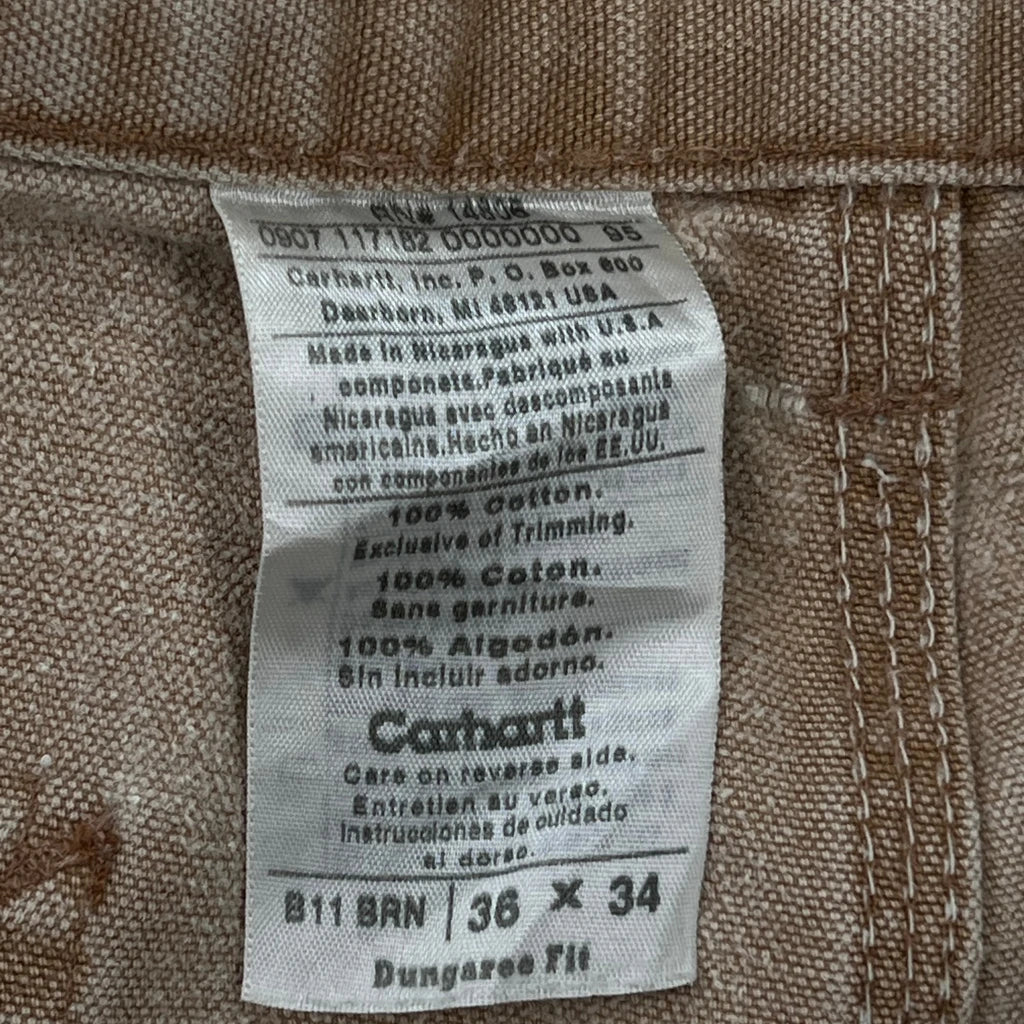 RN# 14806
0907 117182 0000000 95
Carhartt, Inc. P. O. Box 600
Dearborn, MI 48121 USA
Made in Nicaragua with U.S.A
componets.Fabriqué au
Nicaragua avec descomposants
américains.Hecho en Nicaragua
con componentes de los EE.UU.
100% Cotton.
Exclusive of Trimming.
100% Coton.
Sans garniture.
100% Algodón.
Sin incluir adorno.
Carhartt
Care on reverse side.
Entretien au verso.
Instrucciones de cuidado
al dorso.
B11 BRN | 36 X 34
Dungaree Fit